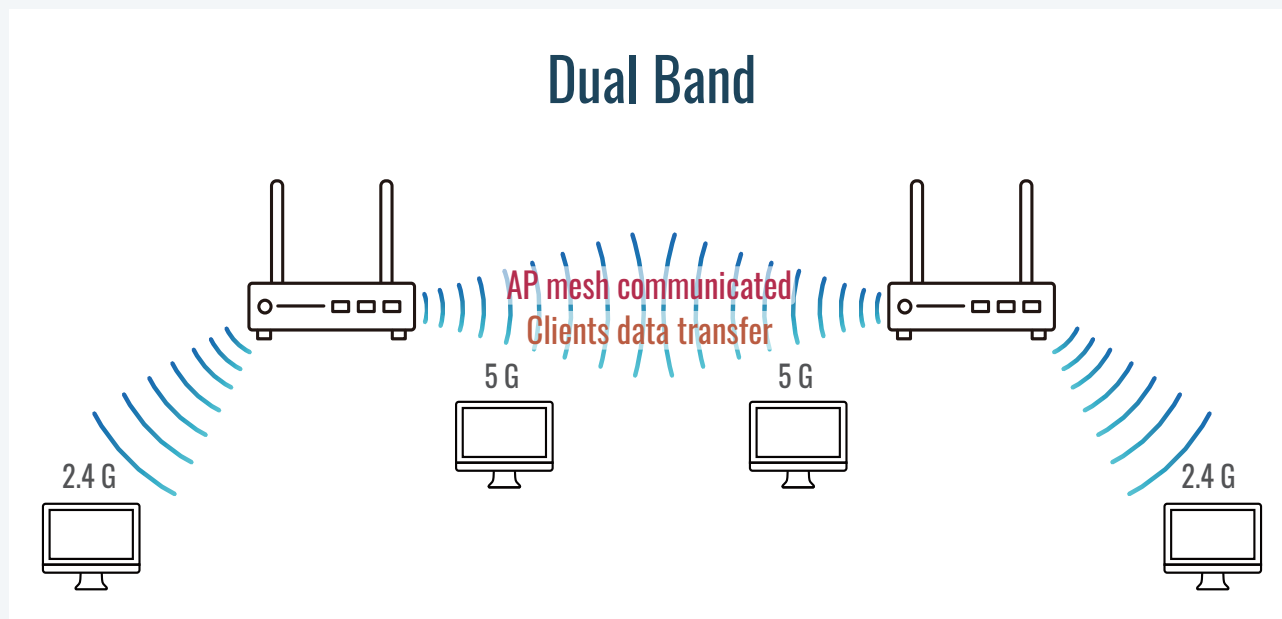 Dual Band
AP mesh communicated
Clients data transfer
5 G
5 G
2.4 G
2.4 G